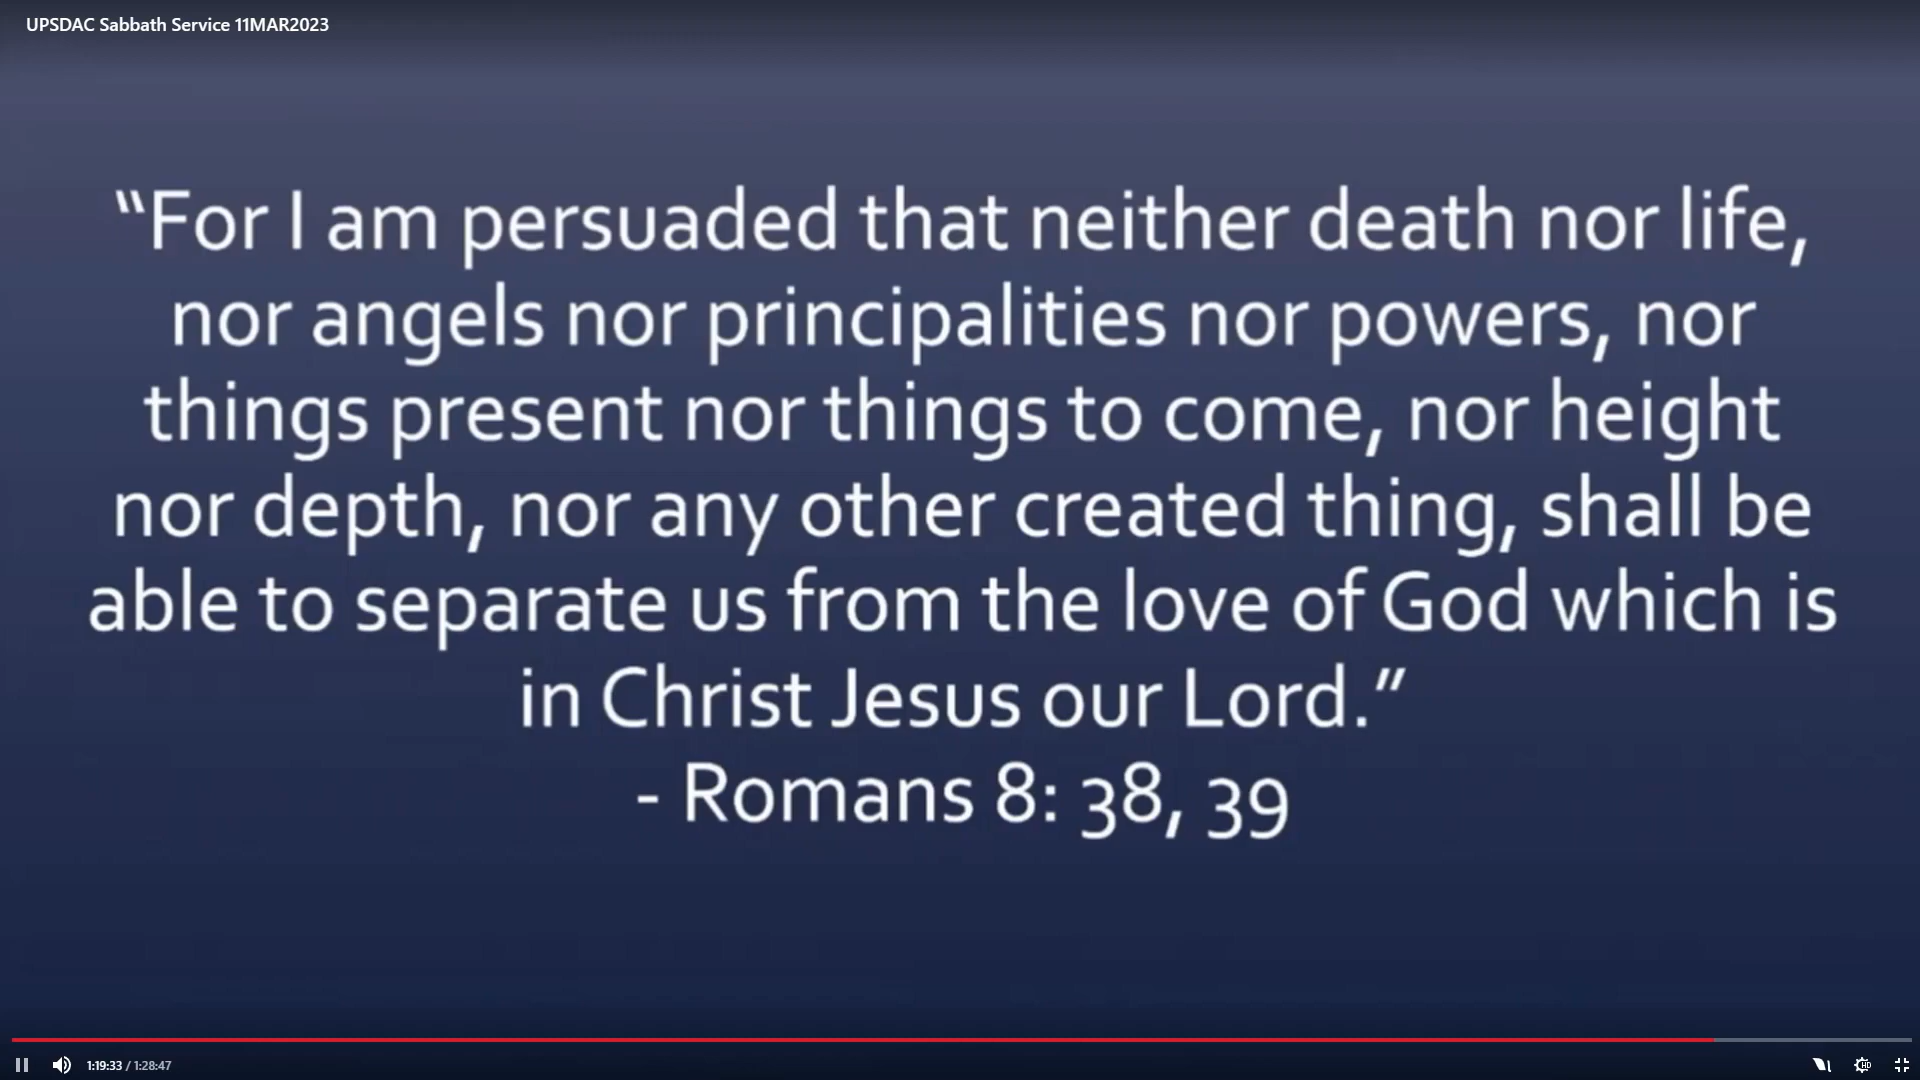 UPSDAC Sabbath Service 11MAR2023
“For I am persuaded that neither death nor life,
nor angels nor principalities nor powers, nor
things present nor things to come, nor height
nor depth, nor any other created thing, shall be
able to separate us from the love of God which is
in Christ Jesus our Lord.”
- Romans 8: 38, 39
1:19:33 / 1:28:47
HD